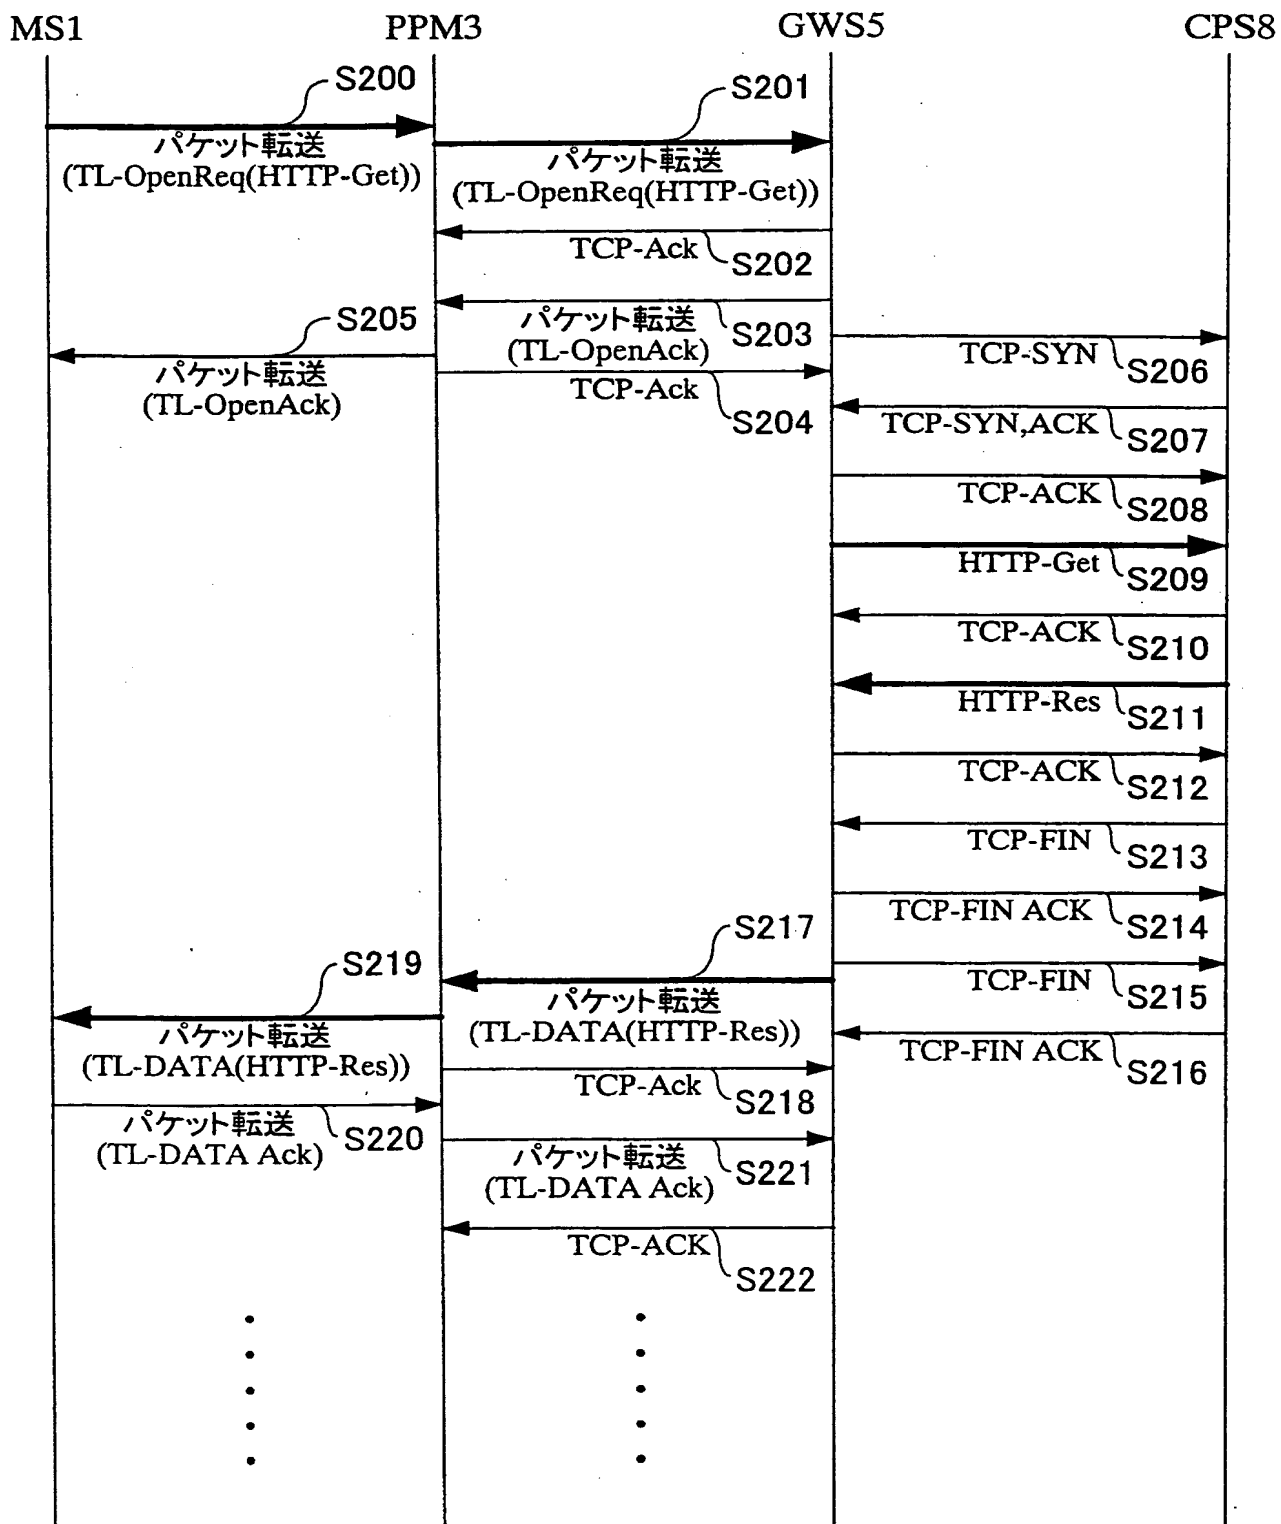 MS1
PPM3
GWS5
CPS8
S200
S201
パケット転送
(TL-OpenReq(HTTP-Get))
パケット転送
(TL-OpenReq(HTTP-Get))
TCP-Ack
S202
S205
パケット転送
(TL-OpenAck)
S203
TCP-SYN
S206
パケット転送
(TL-OpenAck)
TCP-Ack
S204
TCP-SYN,ACK
S207
TCP-ACK
S208
HTTP-Get
S209
TCP-ACK
S210
HTTP-Res
S211
TCP-ACK
S212
TCP-FIN
S213
TCP-FIN ACK
S214
S217
S219
TCP-FIN
S215
パケット転送
(TL-DATA(HTTP-Res))
パケット転送
(TL-DATA(HTTP-Res))
TCP-FIN ACK
S216
TCP-Ack
S218
パケット転送
(TL-DATA Ack)
S220
パケット転送
(TL-DATA Ack)
S221
TCP-ACK
S222